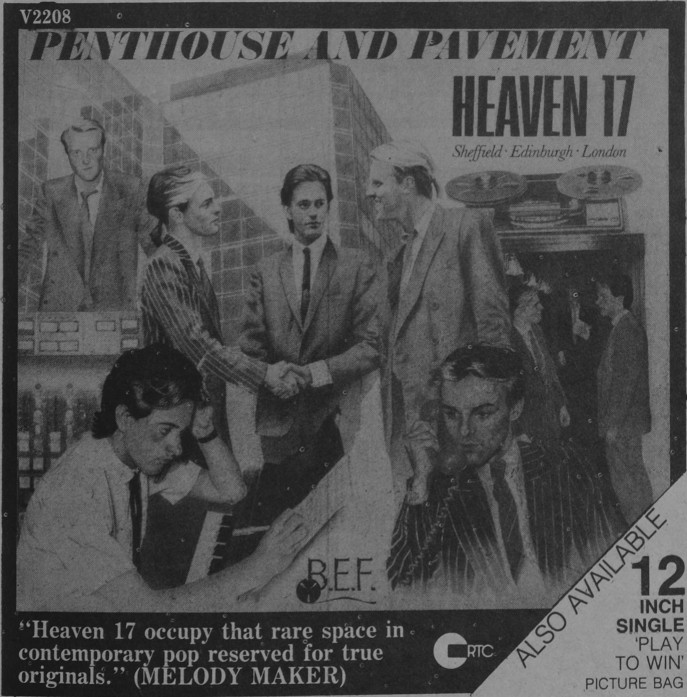 V2208
PENTHOUSE AND PAVEMENT
HEAVEN 17
Sheffield · Edinburgh · London
B.E.F.
"Heaven 17 occupy that rare space in
contemporary pop reserved for true
originals." (MELODY MAKER)
RTC
ALSO AVAILABLE
12
INCH
SINGLE
'PLAY
TO WIN'
PICTURE BAG